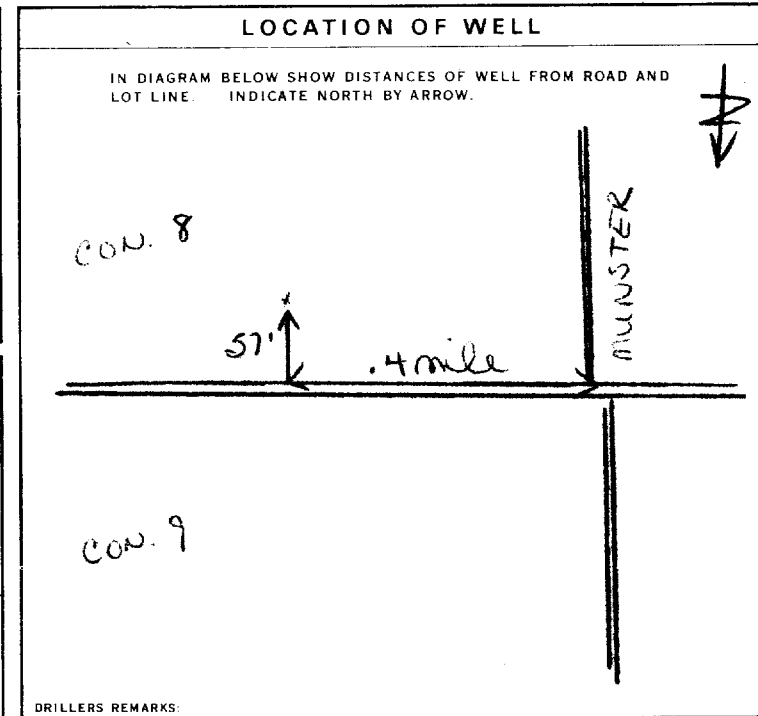 LOCATION OF WELL
IN DIAGRAM BELOW SHOW DISTANCES OF WELL FROM ROAD AND
LOT LINE. INDICATE NORTH BY ARROW.
N
CON. 8
MUNSTER
57'
.4 mile
CON. 9
DRILLERS REMARKS: